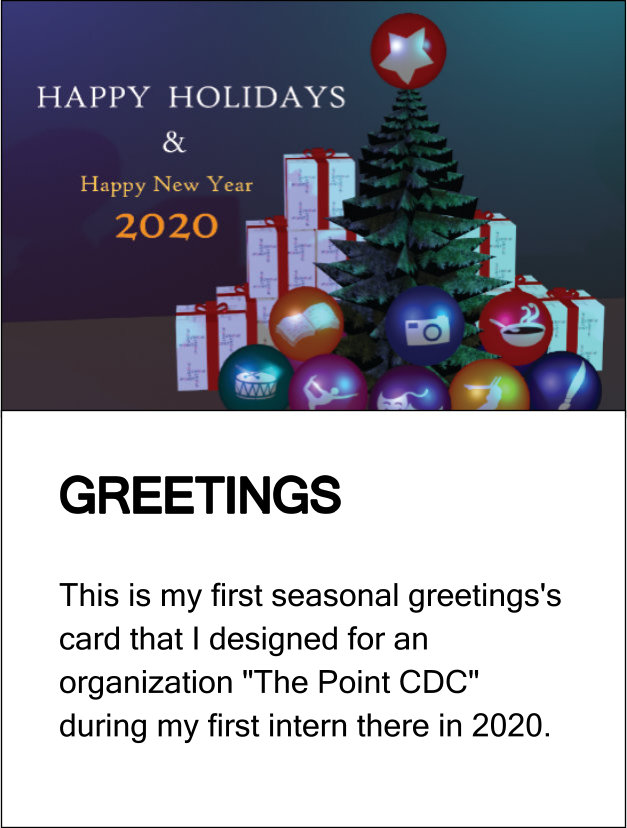 HAPPY HOLIDAYS
&
Happy New Year
2020
GREETINGS
This is my first seasonal greetings's
card that I designed for an
organization "The Point CDC"
during my first intern there in 2020.